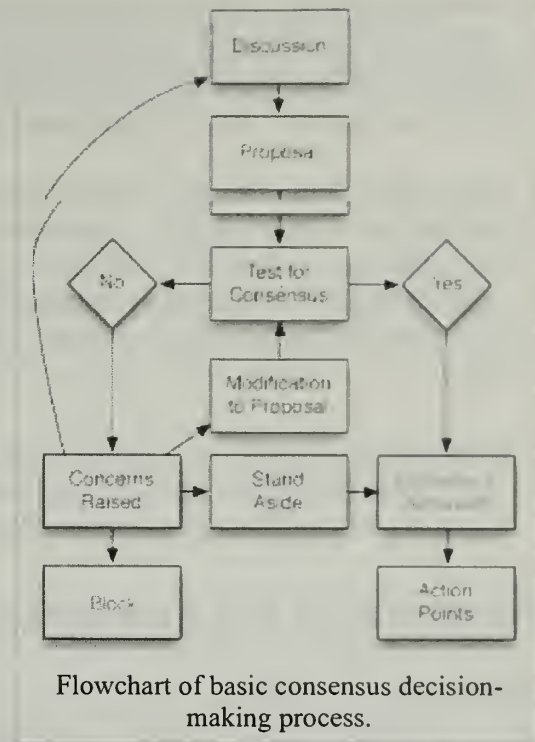 Discussion
Proposa
No
Test for
Consensus
Yes
Modification
to Proposal
Concerns
Raised
Stand
Aside
Block
Action
Points
Flowchart of basic consensus decision-
making process.